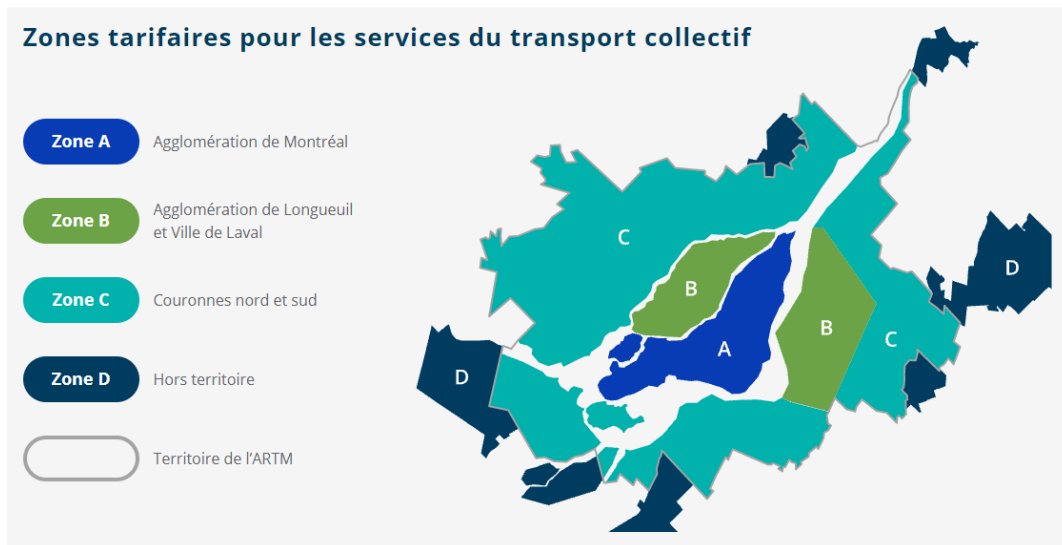 Zones tarifaires pour les services du transport collectif
Zone A
Agglomération de Montréal
Zone B
Agglomération de Longueuil
et Ville de Laval
Zone C
Couronnes nord et sud
Zone D
Hors territoire
Territoire de l'ARTM
C
D
B
B
C
A
D